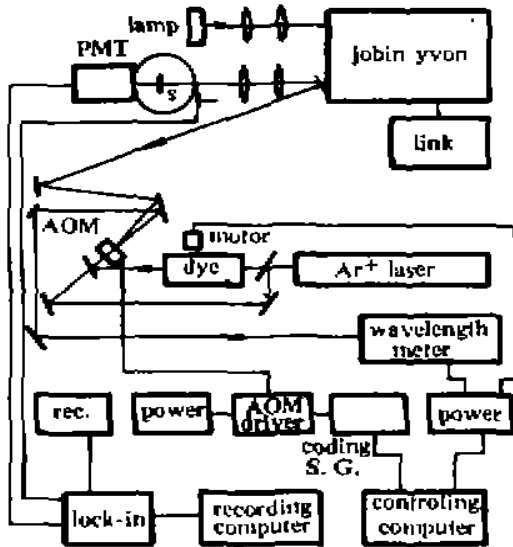 lamp
PMT
s
jobin yvon
link
AOM
motor
dye
Ar+ laser
wavelength
meter
rec.
power
AOM
driver
power
coding
S. G.
lock-in
recording
computer
controling
computer